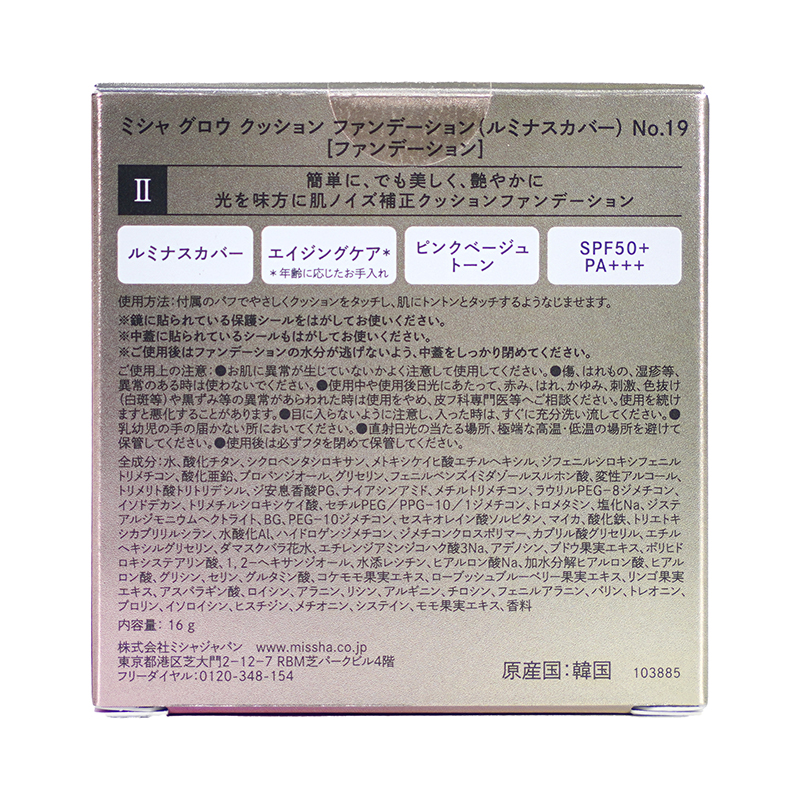 ミシャ グロウ クッション ファンデーション(ルミナスカバー) No.19
[ファンデーション]
II
簡単に、でも美しく、艶やかに
光を味方に肌ノイズ補正クッションファンデーション
ルミナスカバー
エイジングケア*
*年齢に応じたお手入れ
ピンクベージュ
トーン
SPF50+
PA+++
使用方法:付属のパフでやさしくクッションをタッチし、肌にトントンとタッチするようなじませます。
※鏡に貼られている保護シールをはがしてお使いください。
※中蓋に貼られているシールもはがしてお使いください。
※ご使用後はファンデーションの水分が逃げないよう、中蓋をしっかり閉めてください。
ご使用上の注意:●お肌に異常が生じていないかよく注意して使用してください。●傷、はれもの、湿疹等、
異常のある時は使わないでください。●使用中や使用後日光にあたって、赤み、はれ、かゆみ、刺激、色抜け
(白斑等)や黒ずみ等の異常があらわれた時は使用をやめ、皮フ科専門医等へご相談ください。使用を続け
ますと悪化することがあります。●目に入らないように注意し、入った時は、すぐに充分洗い流してください。●
乳幼児の手の届かない所においてください。●直射日光の当たる場所、極端な高温・低温の場所を避けて
保管してください。●使用後は必ずフタを閉めて保管してください。
全成分:水、酸化チタン、シクロペンタシロキサン、メトキシケイヒ酸エチルヘキシル、ジフェニルシロキシフェニル
トリメチコン、酸化亜鉛、プロパンジオール、グリセリン、フェニルベンズイミダゾールスルホン酸、変性アルコール、
トリメリト酸トリトリデシル、ジ安息香酸PG、ナイアシンアミド、メチルトリメチコン、ラウリルPEG-8ジメチコン、
イソドデカン、トリメチルシロキシケイ酸、セチルPEG/PPG-10/1ジメチコン、トロメタミン、塩化Na、ジステ
アルジモニウムヘクトライト、BG、PEG-10ジメチコン、セスキオレイン酸ソルビタン、マイカ、酸化鉄、トリエトキ
シカプリリルシラン、水酸化Al、ハイドロゲンジメチコン、ジメチコンクロスポリマー、カプリル酸グリセリル、エチル
ヘキシルグリセリン、ダマスクバラ花水、エチレンジアミンジコハク酸3Na、アデノシン、ブドウ果実エキス、ポリヒド
ロキシステアリン酸、1,2-ヘキサンジオール、水添レシチン、ヒアルロン酸Na、加水分解ヒアルロン酸、ヒアル
ロン酸、グリシン、セリン、グルタミン酸、コケモモ果実エキス、ローブッシュブルーベリー果実エキス、リンゴ果実
エキス、アスパラギン酸、ロイシン、アラニン、リシン、アルギニン、チロシン、フェニルアラニン、バリン、トレオニン、
プロリン、イソロイシン、ヒスチジン、メチオニン、システイン、モモ果実エキス、香料
内容量:16g
株式会社ミシャジャパン www.missha.co.jp
東京都港区芝大門2-12-7 RBM芝パークビル4階
フリーダイヤル:0120-348-154
原産国:韓国
103885